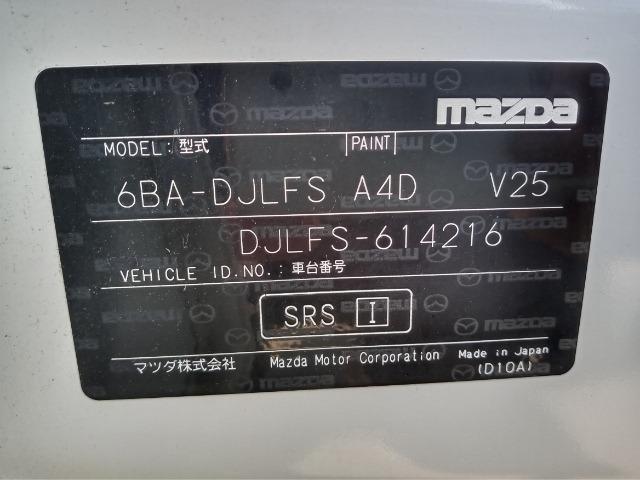 mazda
MODEL: 型式 PAINT
6BA-DJLFS A4D V25
DJLFS-614216
VEHICLE ID.NO.: 車台番号
SRS I
マツダ株式会社 Mazda Motor Corporation Made in Japan
(D10A)